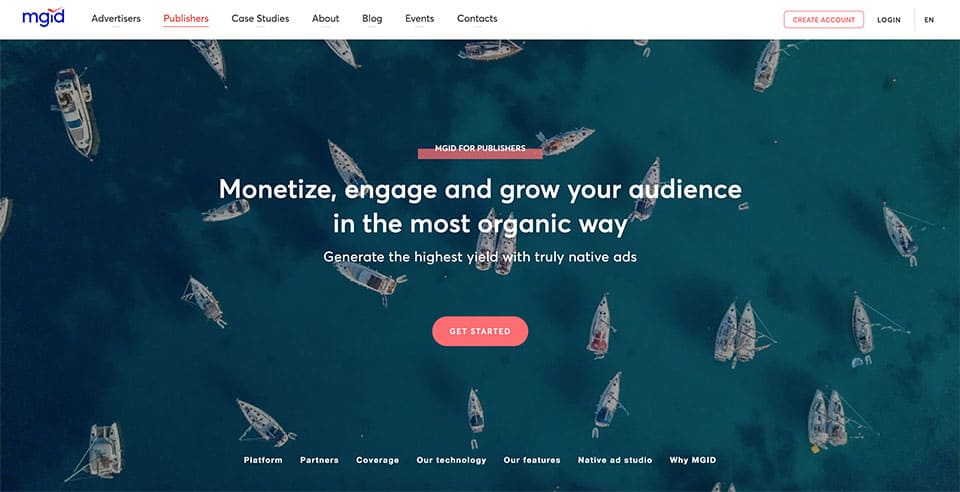 mgid
Advertisers Publishers Case Studies About Blog Events Contacts CREATE ACCOUNT LOGIN EN
MGID FOR PUBLISHERS
Monetize, engage and grow your audience
in the most organic way
Generate the highest yield with truly native ads
GET STARTED
Platform Partners Coverage Our technology Our features Native ad studio Why MGID